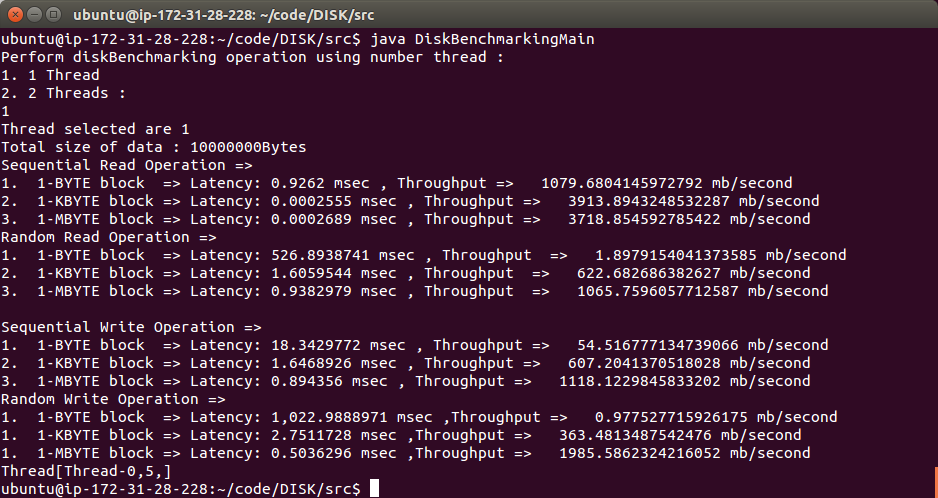 ubuntu@ip-172-31-28-228: ~/code/DISK/src
ubuntu@ip-172-31-28-228:~/code/DISK/src$ java DiskBenchmarkingMain
Perform diskBenchmarking operation using number thread :
1. 1 Thread
2. 2 Threads :
1
Thread selected are 1
Total size of data : 10000000Bytes
Sequential Read Operation =>
1.  1-BYTE block  => Latency: 0.9262 msec , Throughput =>   1079.6804145972792 mb/second
2.  1-KBYTE block => Latency: 0.0002555 msec , Throughput =>   3913.8943248532287 mb/second
3.  1-MBYTE block => Latency: 0.0002689 msec , Throughput =>   3718.854592785422 mb/second
Random Read Operation =>
1.  1-BYTE block  => Latency: 526.8938741 msec , Throughput  =>   1.8979154041373585 mb/second
2.  1-KBYTE block => Latency: 1.6059544 msec , Throughput  =>   622.682686382627 mb/second
3.  1-MBYTE block => Latency: 0.9382979 msec , Throughput  =>   1065.7596057712587 mb/second
Sequential Write Operation =>
1.  1-BYTE block  => Latency: 18.3429772 msec , Throughput =>   54.516777134739066 mb/second
2.  1-KBYTE block => Latency: 1.6468926 msec , Throughput =>   607.2041370518028 mb/second
3.  1-MBYTE block => Latency: 0.894356 msec , Throughput =>   1118.1229845833202 mb/second
Random Write Operation =>
1.  1-BYTE block  => Latency: 1,022.9888971 msec ,Throughput =>   0.977527715926175 mb/second
1.  1-KBYTE block => Latency: 2.7511728 msec ,Throughput =>   363.4813487542476 mb/second
1.  1-MBYTE block => Latency: 0.5036296 msec ,Throughput =>   1985.5862324216052 mb/second
Thread[Thread-0,5,]
ubuntu@ip-172-31-28-228:~/code/DISK/src$